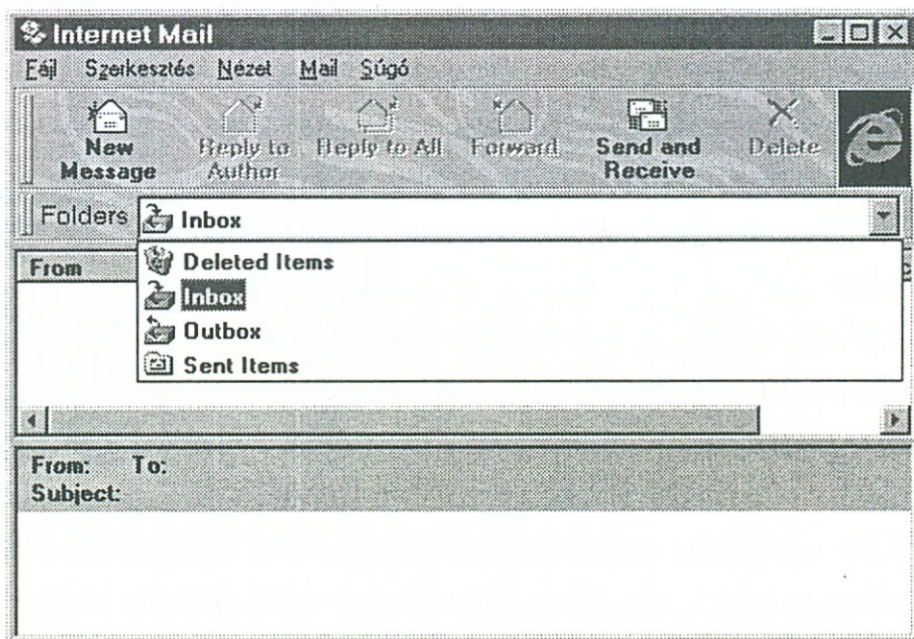 Internet Mail
Fájl Szerkesztés Nézet Mail Súgó
New Message Reply to Author Reply to All Forward Send and Receive Delete
Folders Inbox
From
Deleted Items
Inbox
Outbox
Sent Items
From: To:
Subject: